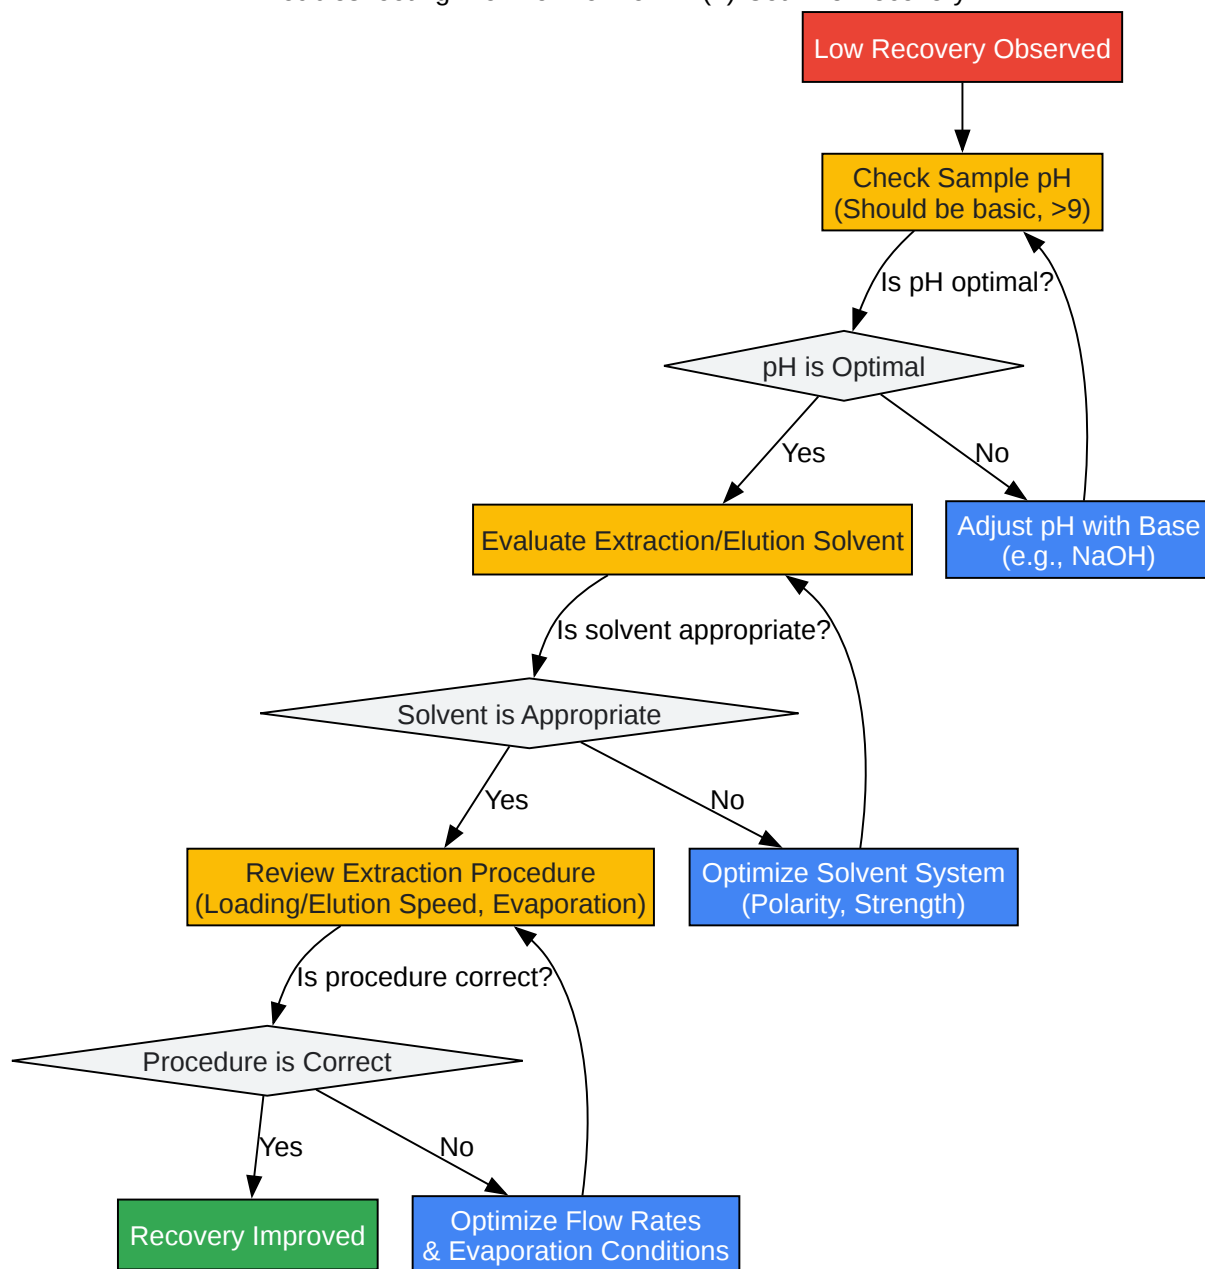 Low Recovery Observed
Check Sample pH
(Should be basic, >9)
Is pH optimal?
pH is Optimal
Yes
No
Evaluate Extraction/Elution Solvent
Adjust pH with Base
(e.g., NaOH)
Is solvent appropriate?
Solvent is Appropriate
Yes
No
Review Extraction Procedure
(Loading/Elution Speed, Evaporation)
Optimize Solvent System
(Polarity, Strength)
Is procedure correct?
Procedure is Correct
Yes
No
Recovery Improved
Optimize Flow Rates
& Evaporation Conditions